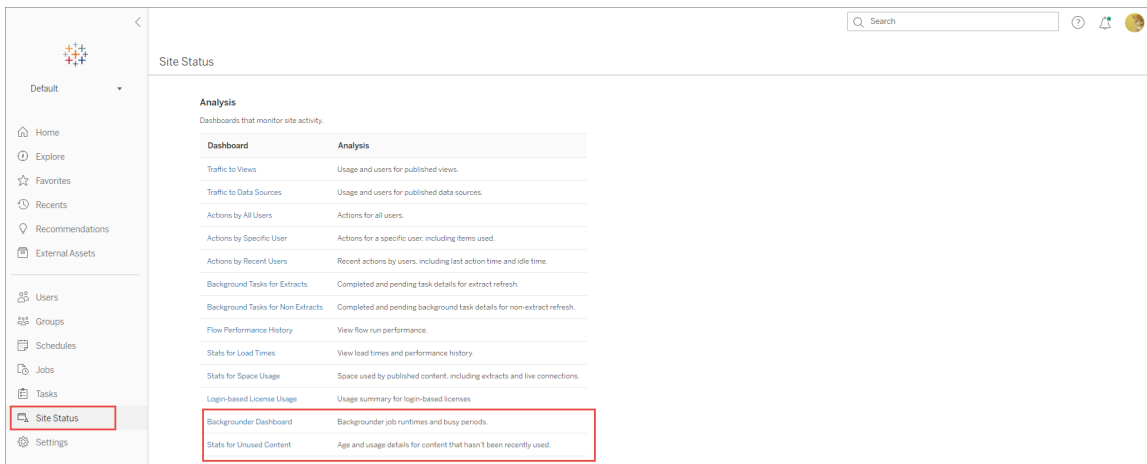 Search
Site Status
Default
Home
Explore
Favorites
Recents
Recommendations
External Assets
Users
Groups
Schedules
Jobs
Tasks
Site Status
Settings
Analysis
Dashboards that monitor site activity.
Dashboard Analysis
Traffic to Views Usage and users for published views.
Traffic to Data Sources Usage and users for published data sources.
Actions by All Users Actions for all users.
Actions by Specific User Actions for a specific user, including items used.
Actions by Recent Users Recent actions by users, including last action time and idle time.
Background Tasks for Extracts Completed and pending task details for extract refresh.
Background Tasks for Non Extracts Completed and pending background task details for non-extract refresh.
Flow Performance History View flow run performance.
Stats for Load Times View load times and performance history.
Stats for Space Usage Space used by published content, including extracts and live connections.
Login-based License Usage Usage summary for login-based licenses
Backgrounder Dashboard Backgrounder job runtimes and busy periods.
Stats for Unused Content Age and usage details for content that hasn't been recently used.